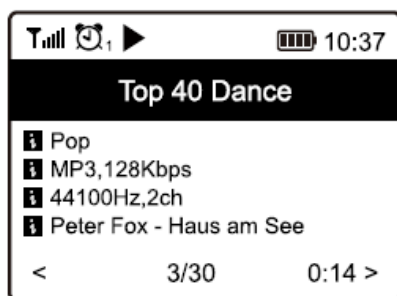 1 10:37
Top 40 Dance
i Pop
i MP3,128Kbps
i 44100Hz,2ch
i Peter Fox - Haus am See
< 3/30 0:14 >